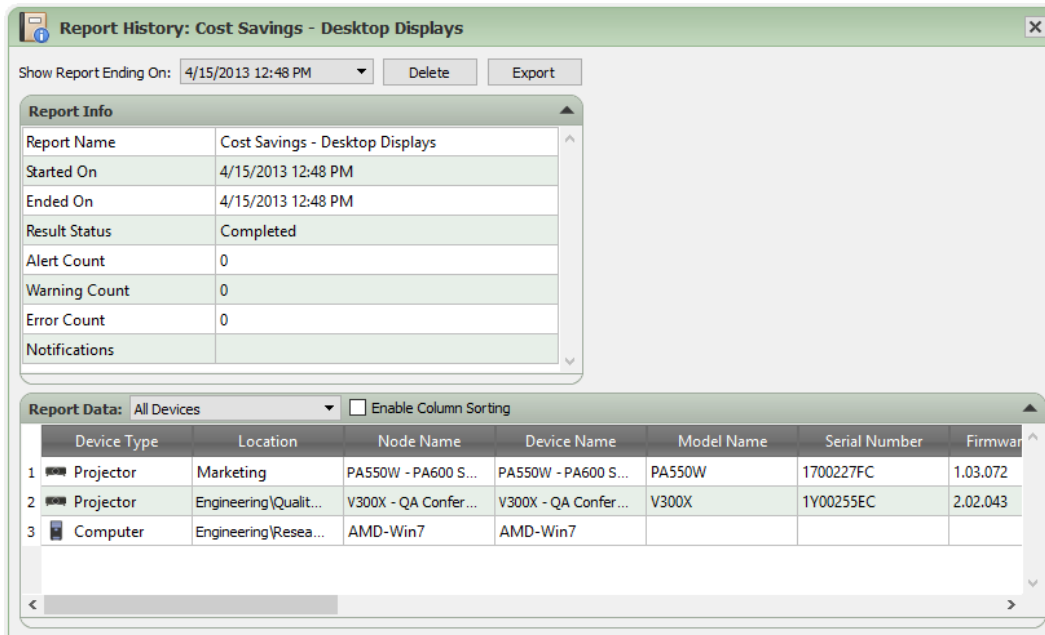 Report History: Cost Savings - Desktop Displays
Show Report Ending On: 4/15/2013 12:48 PM Delete Export
Report Info
Report Name Cost Savings - Desktop Displays
Started On 4/15/2013 12:48 PM
Ended On 4/15/2013 12:48 PM
Result Status Completed
Alert Count 0
Warning Count 0
Error Count 0
Notifications
Report Data: All Devices Enable Column Sorting
Device Type Location Node Name Device Name Model Name Serial Number Firmwar
1 Projector Marketing PA550W - PA600 S... PA550W - PA600 S... PA550W 1700227FC 1.03.072
2 Projector Engineering\Qualit... V300X - QA Confer... V300X - QA Confer... V300X 1Y00255EC 2.02.043
3 Computer Engineering\Resea... AMD-Win7 AMD-Win7